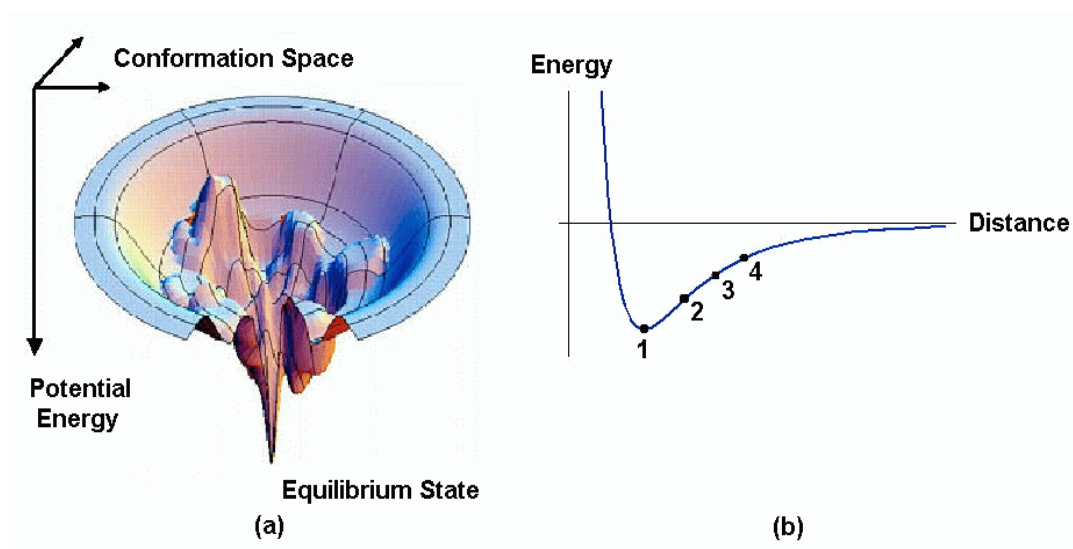 Conformation Space
Potential
Energy
Equilibrium State
(a)
Energy
Distance
1
2
3
4
(b)